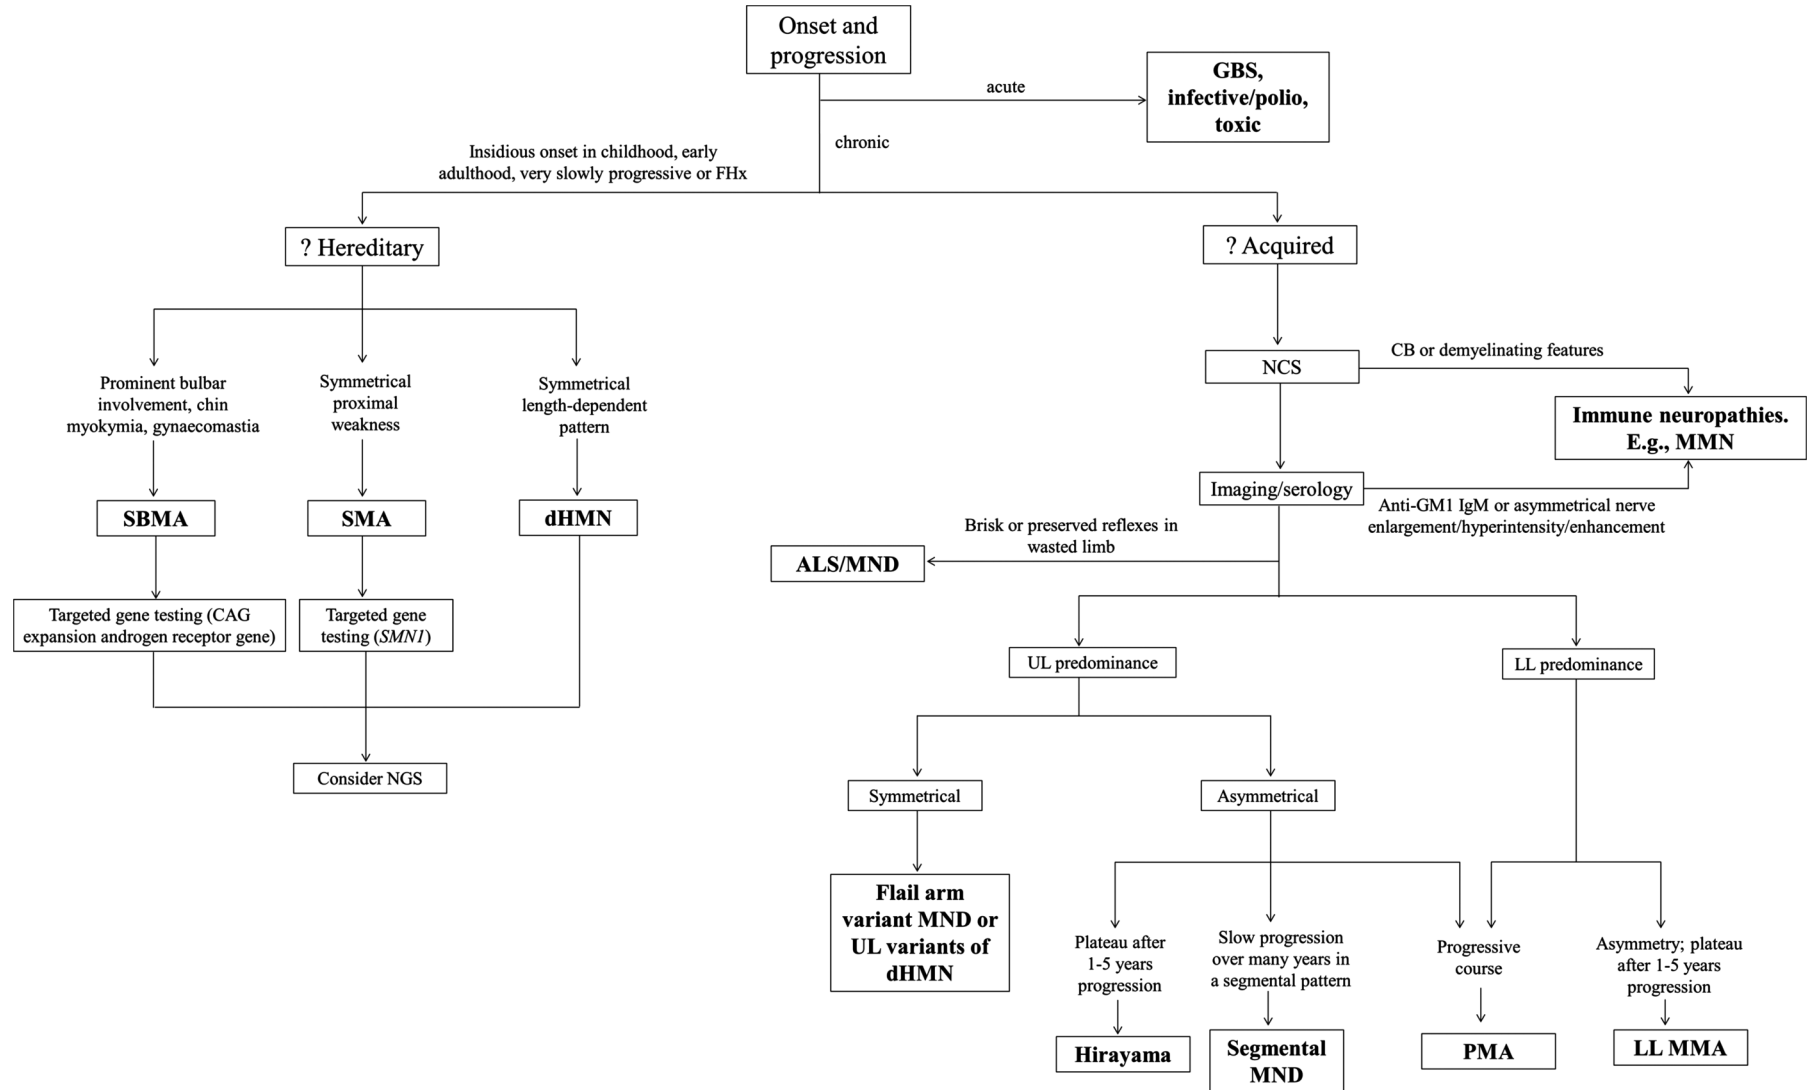 Onset and
progression
acute
GBS,
infective/polio,
toxic
chronic
Insidious onset in childhood, early
adulthood, very slowly progressive or FHx
? Hereditary
? Acquired
NCS
CB or demyelinating features
Immune neuropathies.
E.g., MMN
Prominent bulbar
involvement, chin
myokymia, gynaecomastia
Symmetrical
proximal
weakness
Symmetrical
length-dependent
pattern
SBMA
SMA
dHMN
Imaging/serology
Anti-GM1 IgM or asymmetrical nerve
enlargement/hyperintensity/enhancement
Brisk or preserved reflexes in
wasted limb
ALS/MND
Targeted gene testing (CAG
expansion androgen receptor gene)
Targeted gene
testing (SMN1)
Consider NGS
UL predominance
LL predominance
Symmetrical
Asymmetrical
Flail arm
variant MND or
UL variants of
dHMN
Plateau after
1-5 years
progression
Slow progression
over many years in
a segmental pattern
Progressive
course
Asymmetry; plateau
after 1-5 years
progression
Hirayama
Segmental
MND
PMA
LL MMA